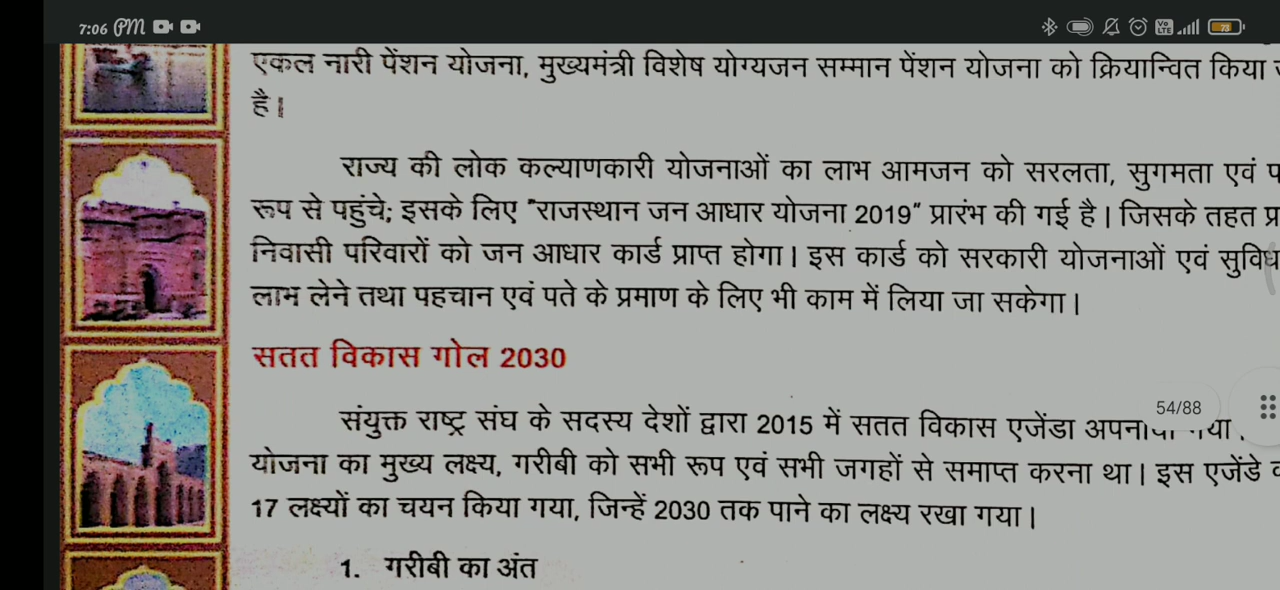 7:06 PM
VoLTE
73
एकल नारी पेंशन योजना, मुख्यमंत्री विशेष योग्यजन सम्मान पेंशन योजना को क्रियान्वित किया
है।
राज्य की लोक कल्याणकारी योजनाओं का लाभ आमजन को सरलता, सुगमता एवं
रूप से पहुंचे; इसके लिए "राजस्थान जन आधार योजना 2019" प्रारंभ की गई है। जिसके तहत
निवासी परिवारों को जन आधार कार्ड प्राप्त होगा। इस कार्ड को सरकारी योजनाओं एवं
लाभ लेने तथा पहचान एवं पते के प्रमाण के लिए भी काम में लिया जा सकेगा।
सतत विकास गोल 2030
54/88
संयुक्त राष्ट्र संघ के सदस्य देशों द्वारा 2015 में सतत विकास एजेंडा
योजना का मुख्य लक्ष्य, गरीबी को सभी रूप एवं सभी जगहों से समाप्त करना था। इस एजेंडे
17 लक्ष्यों का चयन किया गया, जिन्हें 2030 तक पाने का लक्ष्य रखा गया।
1. गरीबी का अंत